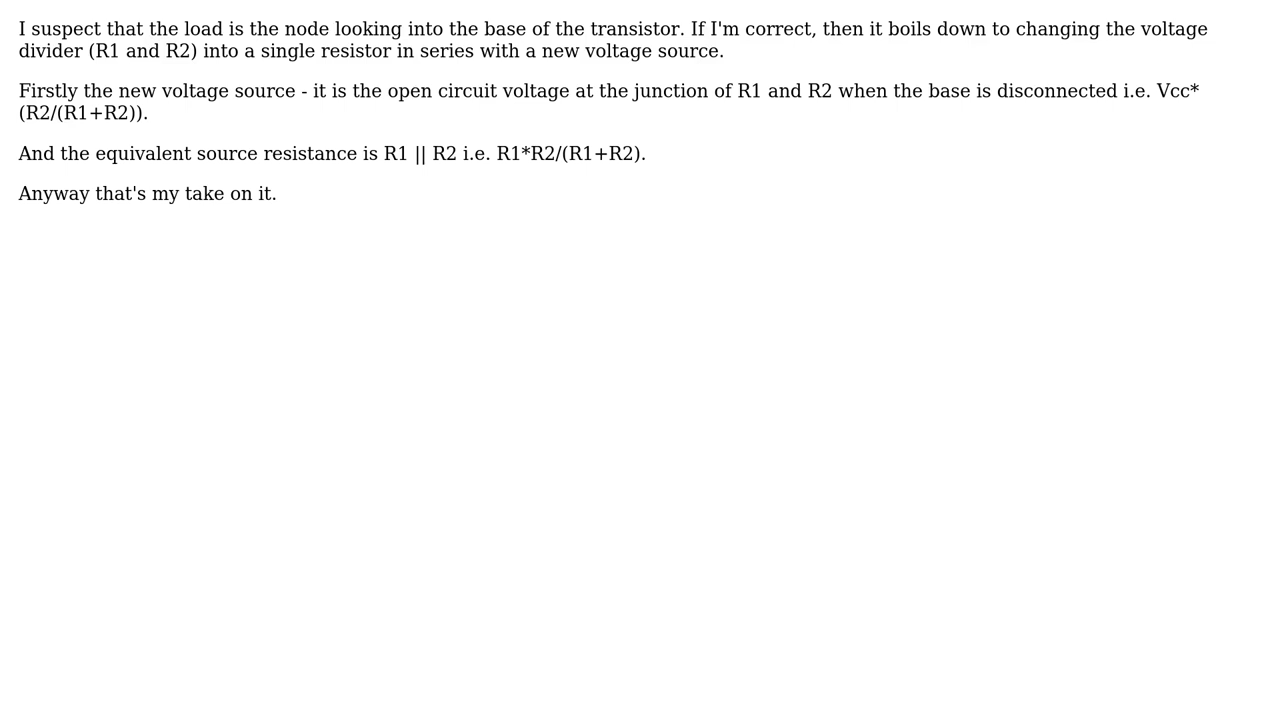 I suspect that the load is the node looking into the base of the transistor. If I'm correct, then it boils down to changing the voltage
divider (R1 and R2) into a single resistor in series with a new voltage source.
Firstly the new voltage source - it is the open circuit voltage at the junction of R1 and R2 when the base is disconnected i.e. Vcc*
(R2/(R1+R2)).
And the equivalent source resistance is R1 || R2 i.e. R1*R2/(R1+R2).
Anyway that's my take on it.